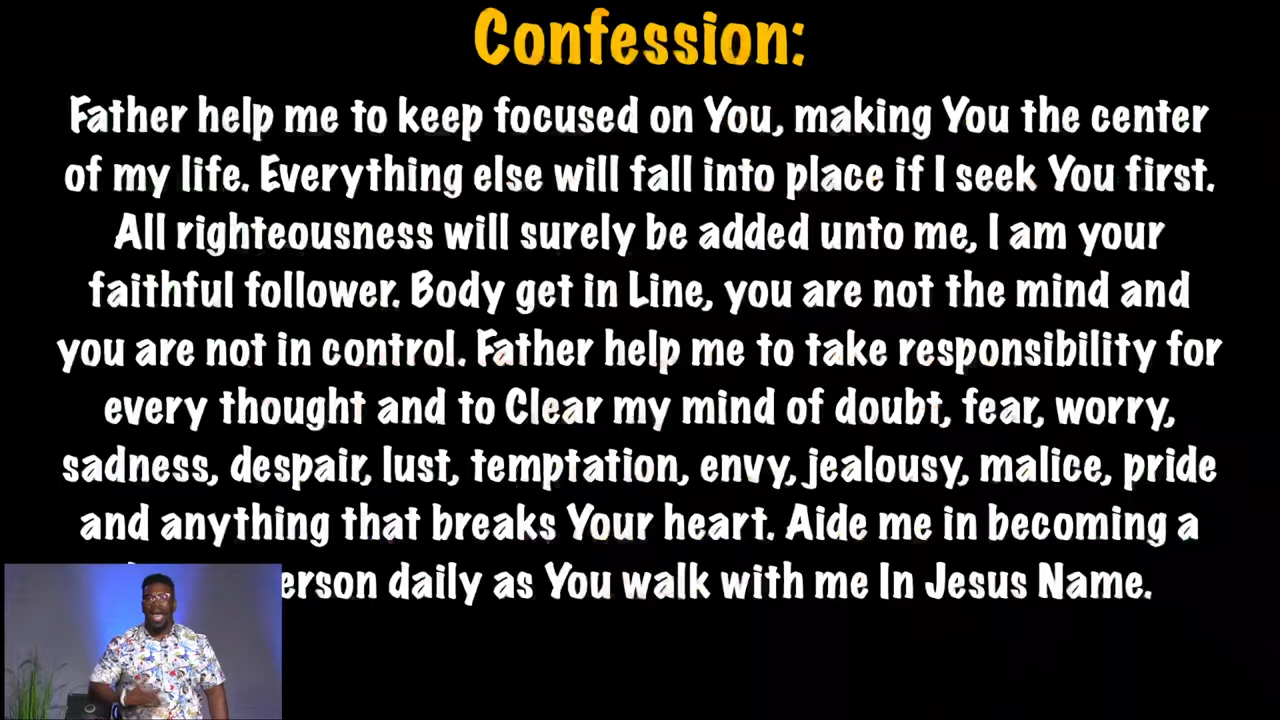 Confession:
Father help me to keep focused on You, making You the center
of my life. Everything else will fall into place if I seek You first.
All righteousness will surely be added unto me, I am your
faithful follower. Body get in Line, you are not the mind and
you are not in control. Father help me to take responsibility for
every thought and to Clear my mind of doubt, fear, worry,
sadness, despair, lust, temptation, envy, jealousy, malice, pride
and anything that breaks Your heart. Aide me in becoming a
daily as You walk with me In Jesus Name.